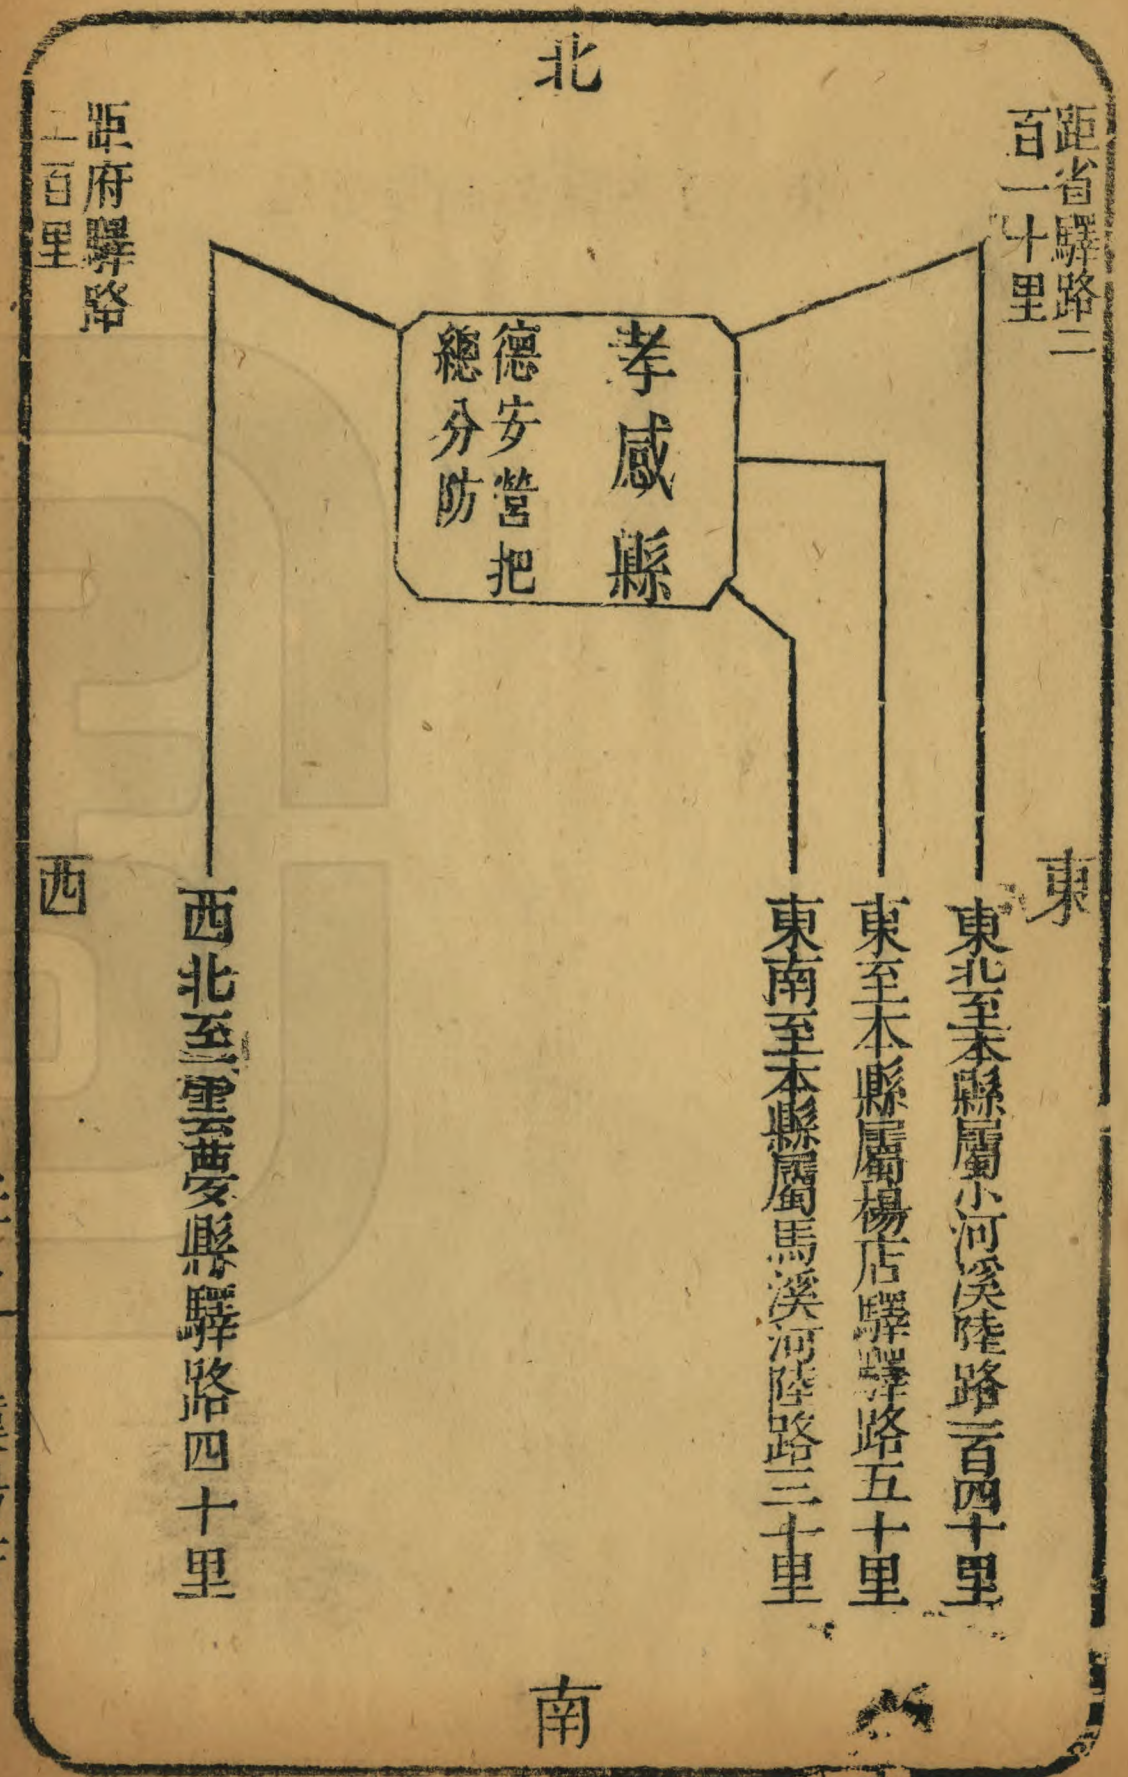 北
距省驛路二
百一十里
孝感縣
德安營把
總分防
距府驛路
百里
東
西
東北至本縣屬小河溪陸路一百四十里
東至本縣屬楊店驛驛路五十里
東南至本縣屬馬溪河陸路三十里
西北至雲夢縣驛路四十里
南